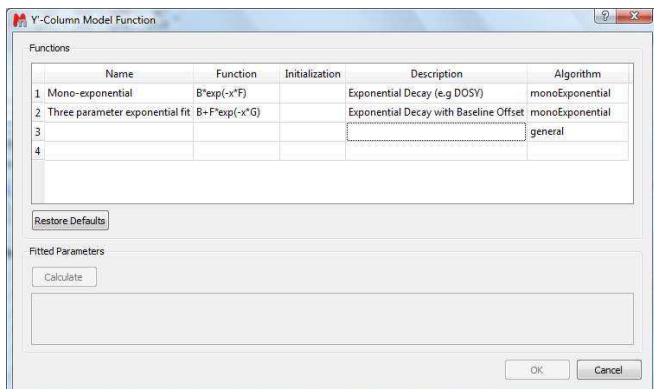 Y'-Column Model Function
Functions
Name Function Initialization Description Algorithm
1 Mono-exponential B*exp(-x*F) Exponential Decay (e.g DOSY) monoExponential
2 Three parameter exponential fit B+F*exp(-x*G) Exponential Decay with Baseline Offset monoExponential
3 general
4
Restore Defaults
Fitted Parameters
Calculate
OK Cancel